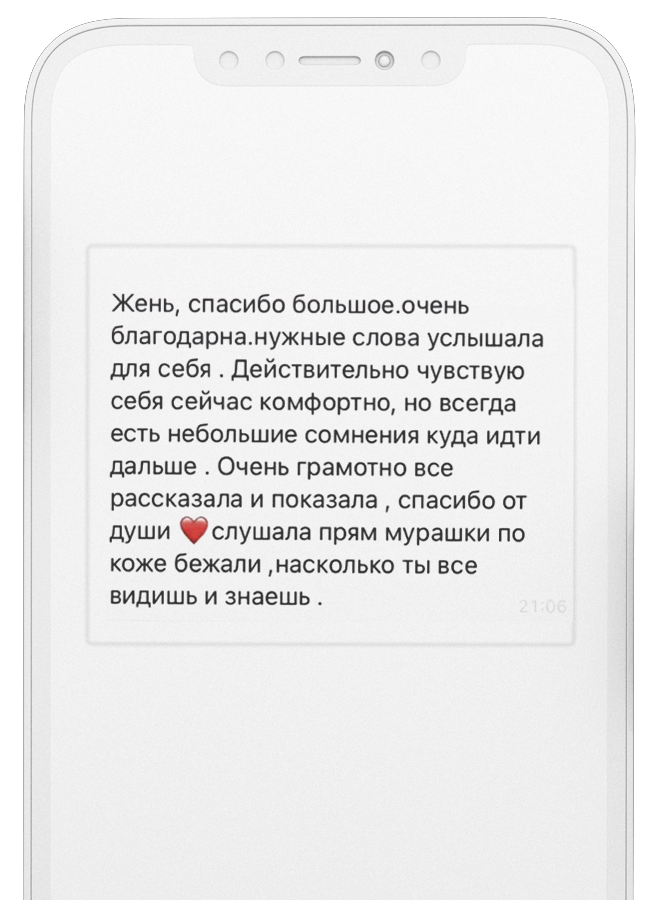 Жень, спасибо большое.очень
благодарна.нужные слова услышала
для себя . Действительно чувствую
себя сейчас комфортно, но всегда
есть небольшие сомнения куда идти
дальше . Очень грамотно все
рассказала и показала , спасибо от
души ❤️слушала прям мурашки по
коже бежали ,насколько ты все
видишь и знаешь .
21:06